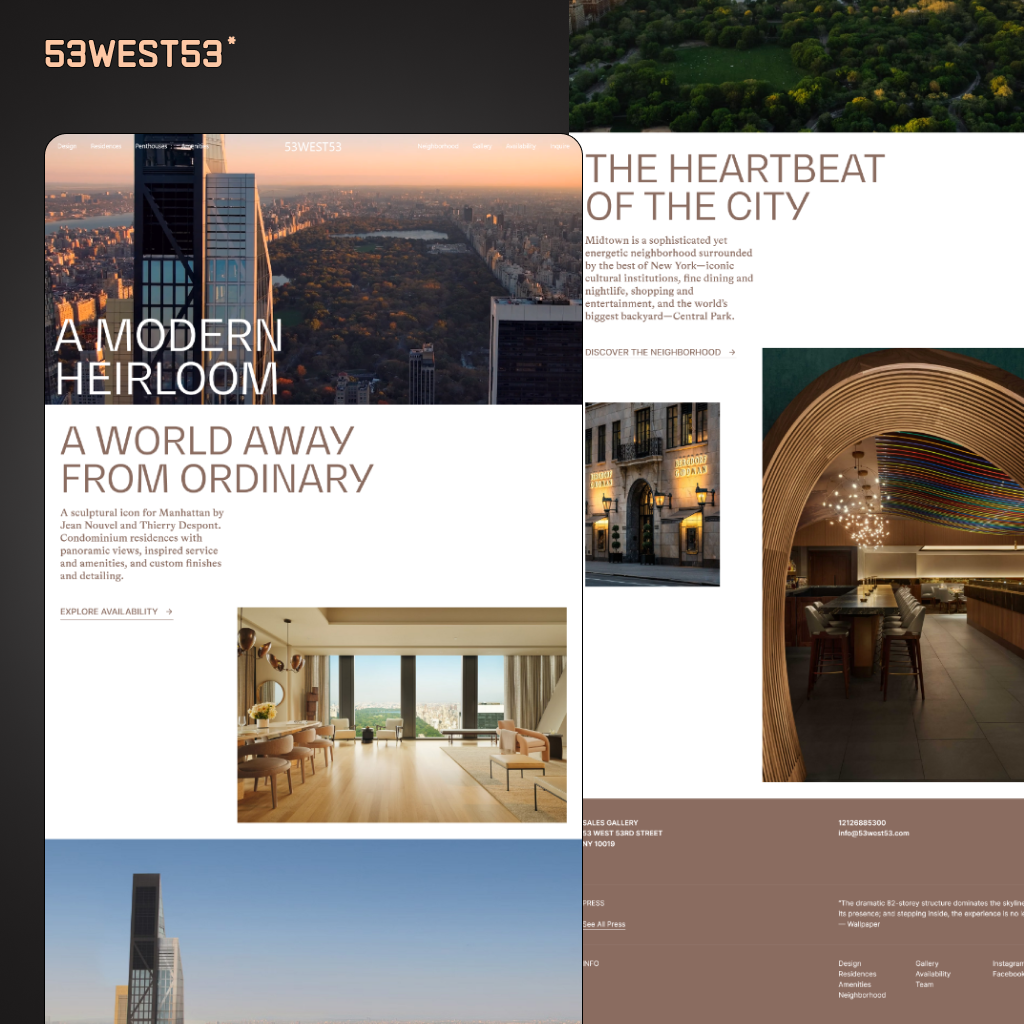 53WEST53*
Design Residences Penthouses Amenities 53WEST53 Neighborhood Gallery Availability Inquire
A MODERN
HEIRLOOM
A WORLD AWAY
FROM ORDINARY
A sculptural icon for Manhattan by
Jean Nouvel and Thierry Despont.
Condominium residences with
panoramic views, inspired service
and amenities, and custom finishes
and detailing.
EXPLORE AVAILABILITY →
THE HEARTBEAT
OF THE CITY
Midtown is a sophisticated yet
energetic neighborhood surrounded
by the best of New York—iconic
cultural institutions, fine dining and
nightlife, shopping and
entertainment, and the world's
biggest backyard—Central Park.
DISCOVER THE NEIGHBORHOOD →
BERGDORF
GOODMAN
BERGDORF
GOODMAN
SALES GALLERY
53 WEST 53RD STREET
NY 10019
12126885300
info@53west53.com
PRESS
See All Press
"The dramatic 82-storey structure dominates the skyline
its presence; and stepping inside, the experience is no
— Wallpaper
INFO
Design
Residences
Amenities
Neighborhood
Gallery
Availability
Team
Instagram
Facebook